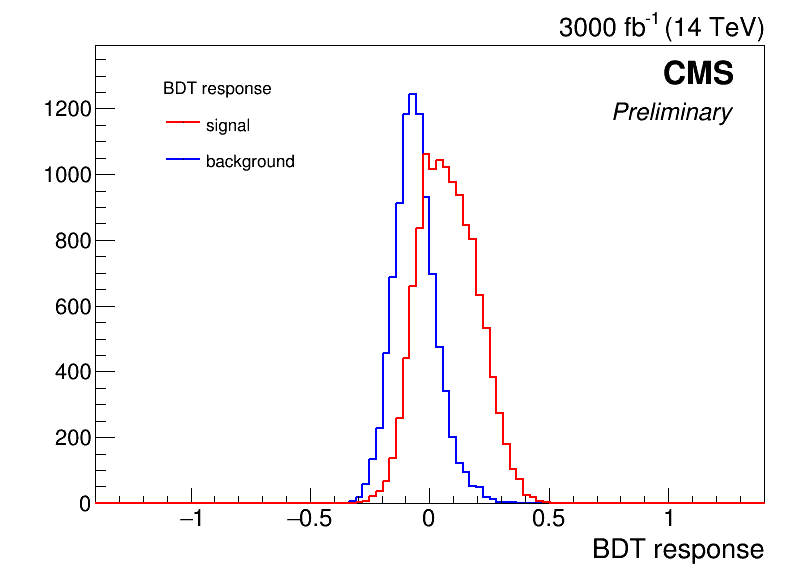 3000 fb-1 (14 TeV)
CMS
Preliminary
BDT response
signal
background
1200
1000
800
600
400
200
0
−1
−0.5
0
0.5
1
BDT response